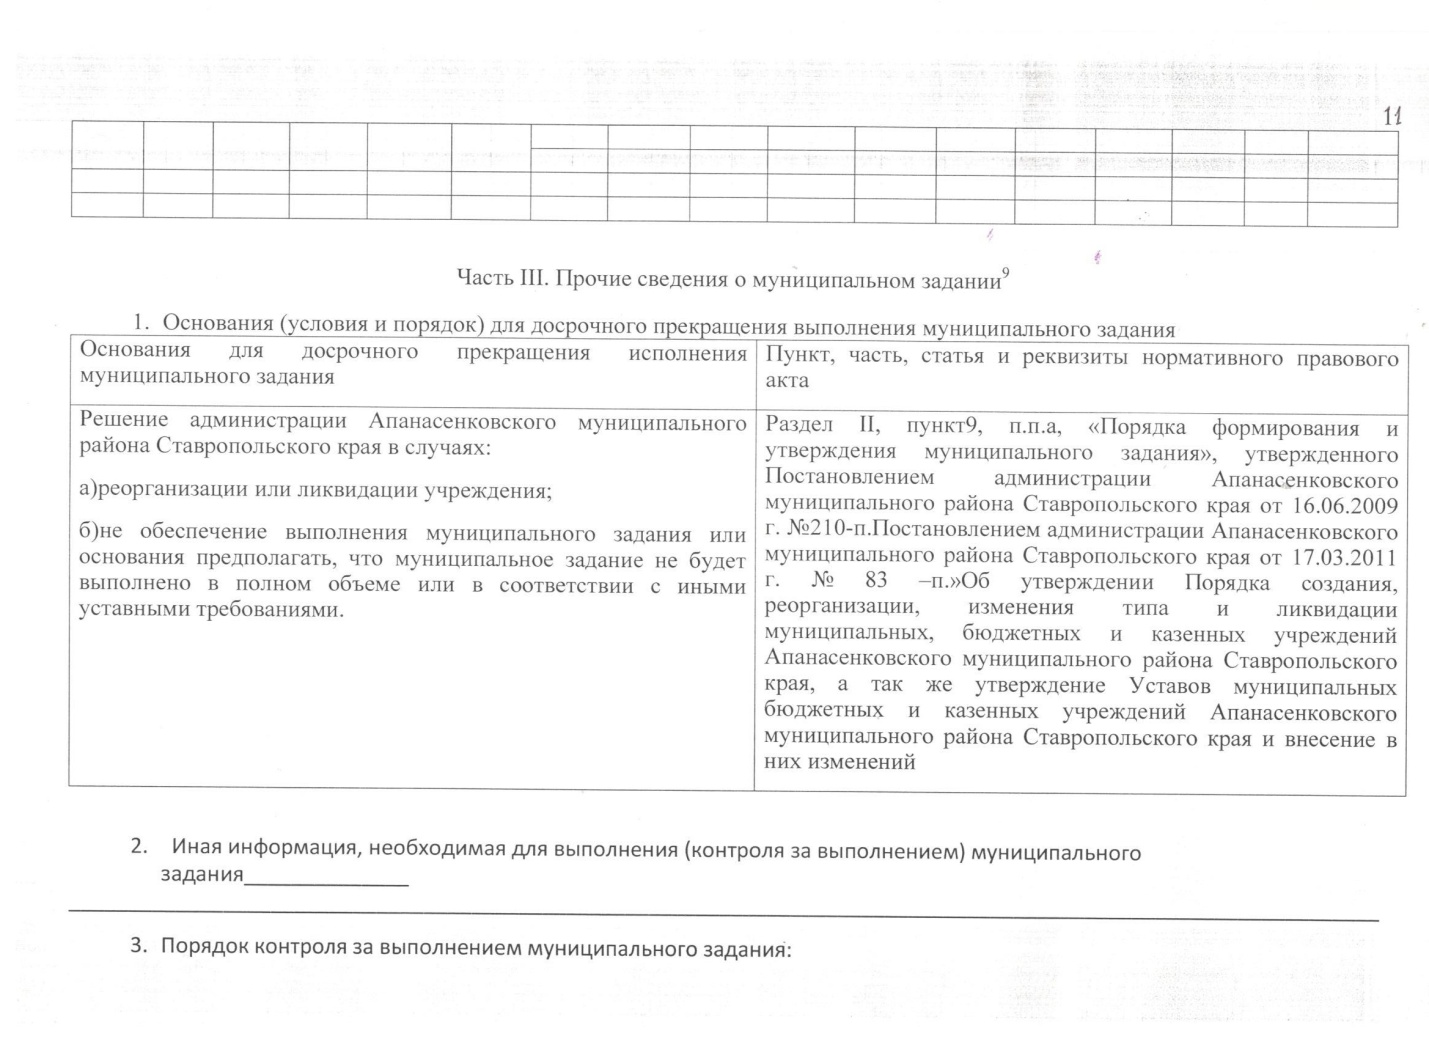 11
Часть III. Прочие сведения о муниципальном задании9
1. Основания (условия и порядок) для досрочного прекращения выполнения муниципального задания
Основания для досрочного прекращения исполнения
муниципального задания
Пункт, часть, статья и реквизиты нормативного правового
акта
Решение администрации Апанасенковского муниципального
района Ставропольского края в случаях:
а)реорганизации или ликвидации учреждения;
б)не обеспечение выполнения муниципального задания или
основания предполагать, что муниципальное задание не будет
выполнено в полном объеме или в соответствии с иными
уставными требованиями.
Раздел II, пункт9, п.п.а, «Порядка формирования и
утверждения муниципального задания», утвержденного
Постановлением администрации Апанасенковского
муниципального района Ставропольского края от 16.06.2009
г. №210-п.Постановлением администрации Апанасенковского
муниципального района Ставропольского края от 17.03.2011
г. № 83 –п.»Об утверждении Порядка создания,
реорганизации, изменения типа и ликвидации
муниципальных, бюджетных и казенных учреждений
Апанасенковского муниципального района Ставропольского
края, а так же утверждение Уставов муниципальных
бюджетных и казенных учреждений Апанасенковского
муниципального района Ставропольского края и внесение в
них изменений
2. Иная информация, необходимая для выполнения (контроля за выполнением) муниципального
задания_______________
3. Порядок контроля за выполнением муниципального задания: